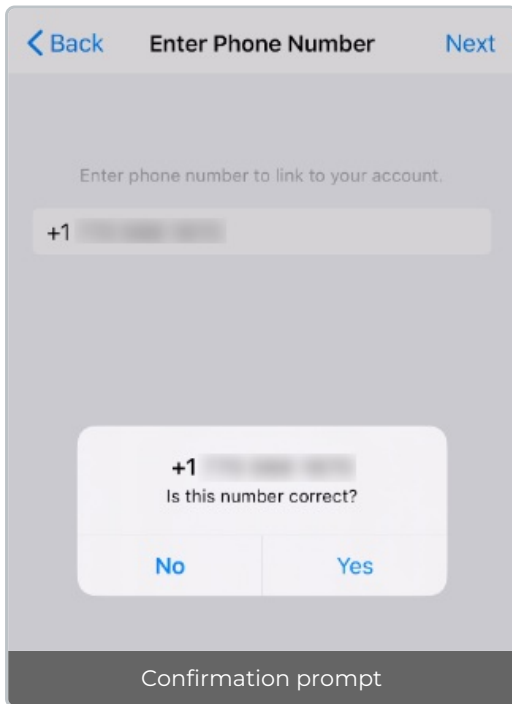 Back Enter Phone Number Next
Enter phone number to link to your account.
+1
+1
Is this number correct?
No Yes
Confirmation prompt